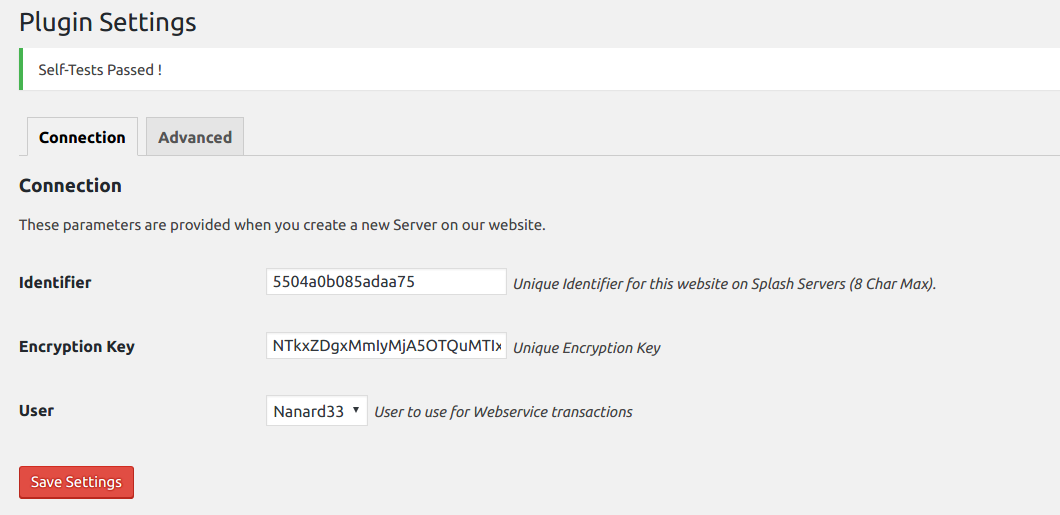 Plugin Settings
Self-Tests Passed !
Connection Advanced
Connection
These parameters are provided when you create a new Server on our website.
Identifier 5504a0b085adaa75 Unique Identifier for this website on Splash Servers (8 Char Max).
Encryption Key NTkxZDgxMmIyMjA5OTQuMTIx Unique Encryption Key
User Nanard33 User to use for Webservice transactions
Save Settings